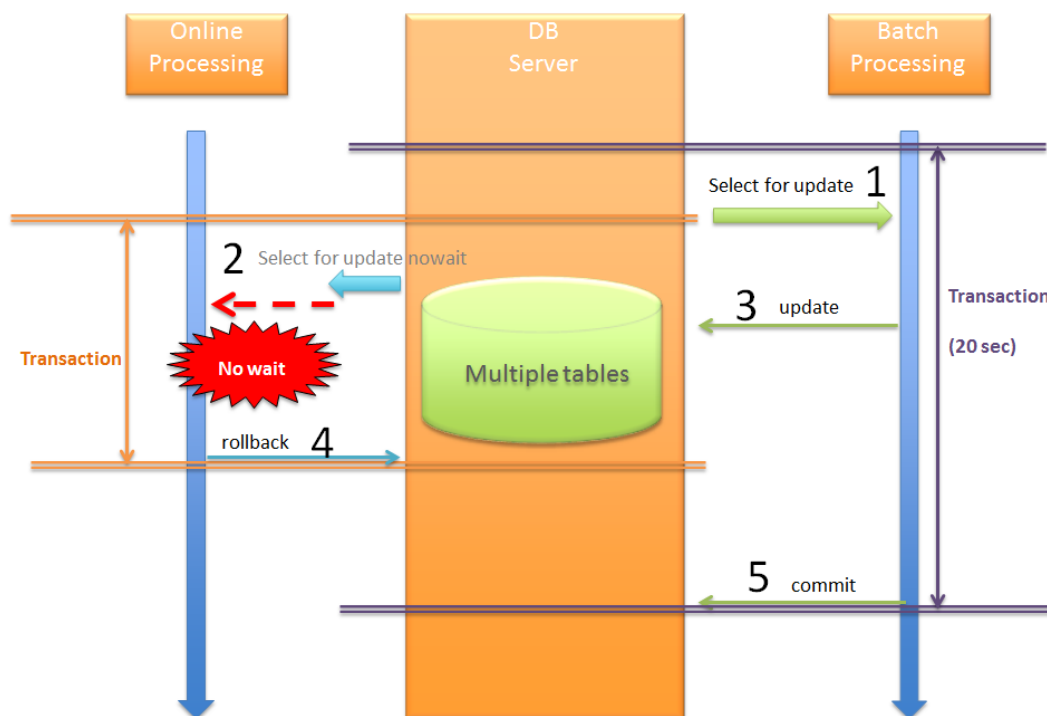 Online
Processing
DB
Server
Batch
Processing
Select for update 1
2 Select for update nowait
3 update
Transaction
(20 sec)
Transaction
No wait
Multiple tables
rollback 4
5 commit